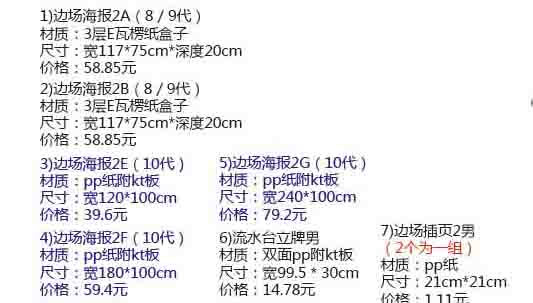 1)边场海报2A（8 / 9代）
材质：3层E瓦楞纸盒子
尺寸：宽117*75cm*深度20cm
价格：58.85元
2)边场海报2B（8 / 9代）
材质：3层E瓦楞纸盒子
尺寸：宽117*75cm*深度20cm
价格：58.85元
3)边场海报2E（10代）
材质：pp纸附kt板
尺寸：宽120*100cm
价格：39.6元
4)边场海报2F（10代）
材质：pp纸附kt板
尺寸：宽180*100cm
价格：59.4元
5)边场海报2G（10代）
材质：pp纸附kt板
尺寸：宽240*100cm
价格：79.2元
6)流水台立牌男
材质：双面pp附kt板
尺寸：宽99.5 * 30cm
价格：14.78元
7)边场插页2男
（2个为一组）
材质：pp纸
尺寸：21cm*21cm
价格：1.11元